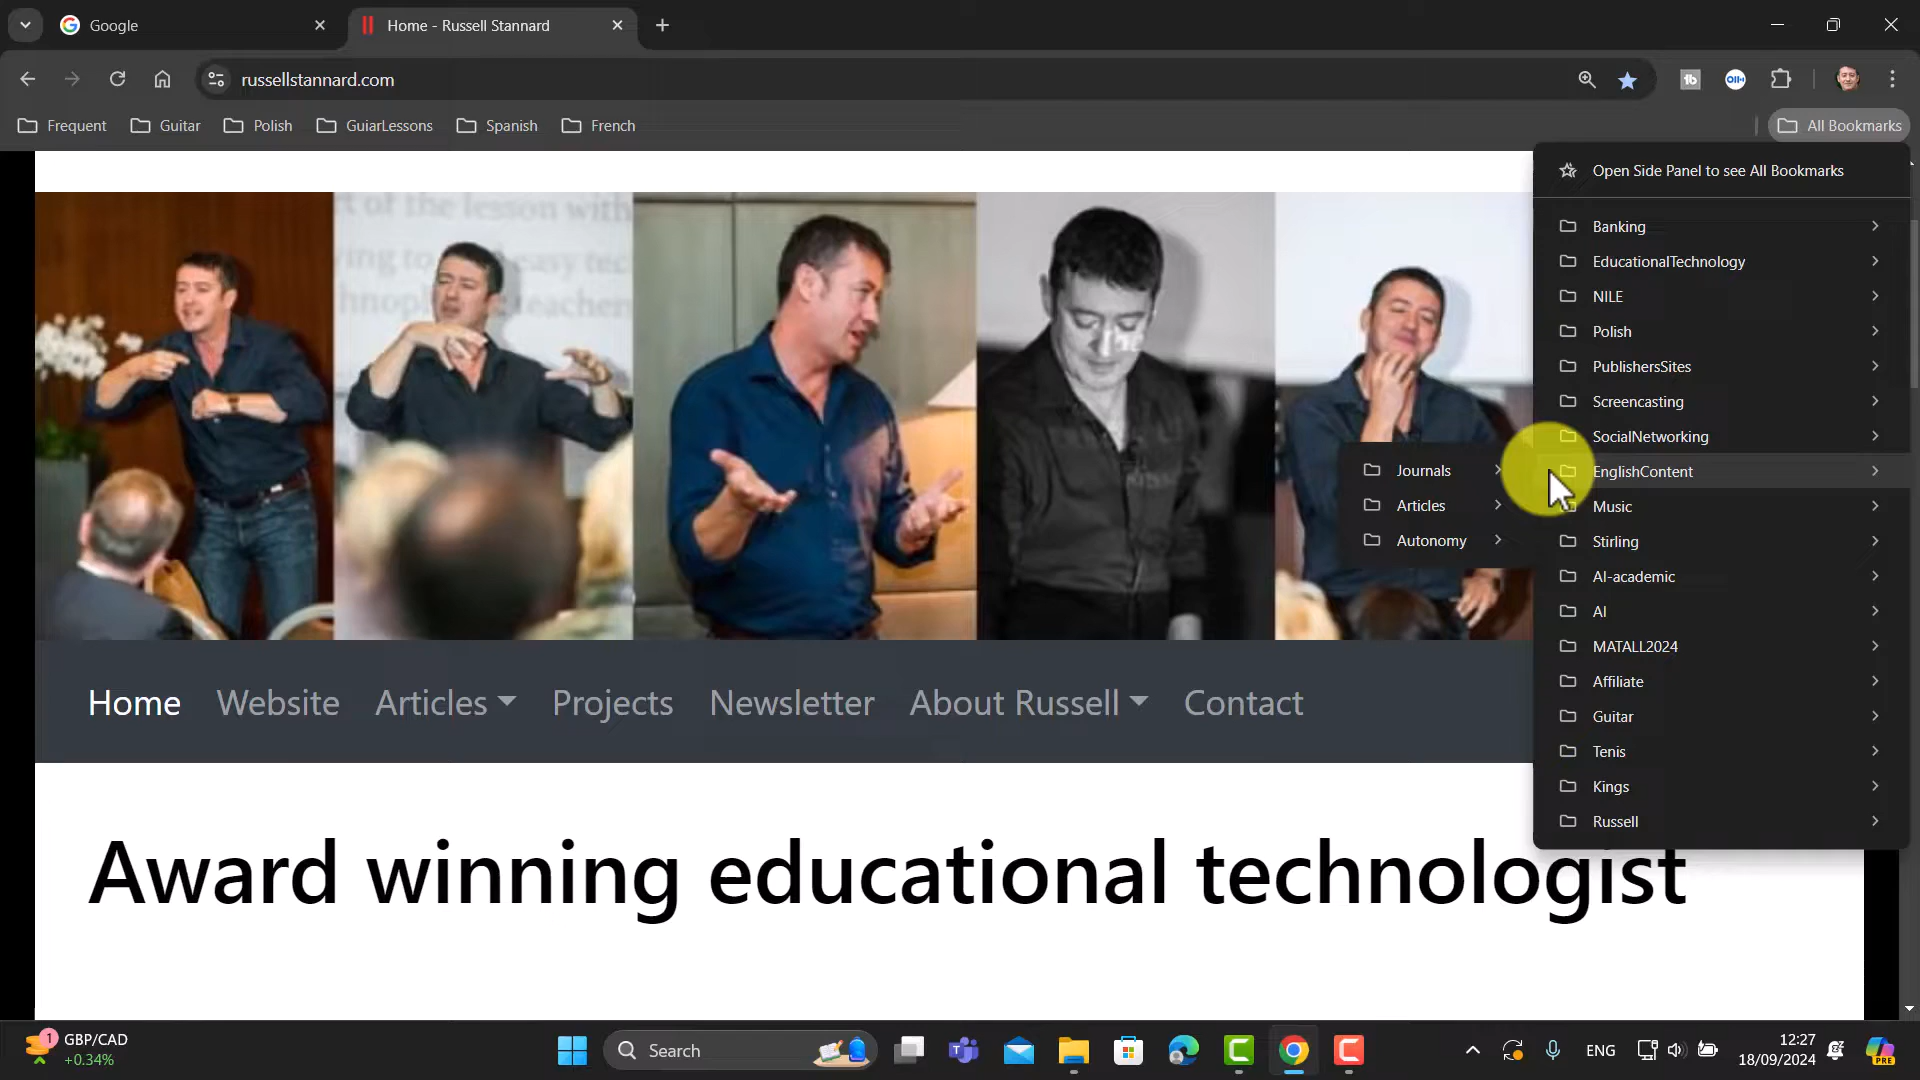 Google
Home - Russell Stannard
russellstannard.com
Frequent
Guitar
Polish
GuiarLessons
Spanish
French
All Bookmarks
Open Side Panel to see All Bookmarks
Banking
EducationalTechnology
NILE
Polish
PublishersSites
Screencasting
SocialNetworking
EnglishContent
Journals
Articles
Autonomy
Music
Stirling
AI-academic
AI
MATALL2024
Affiliate
Guitar
Tenis
Kings
Russell
Home
Website
Articles
Projects
Newsletter
About Russell
Contact
Award winning educational technologist
1
GBP/CAD
+0.34%
Search
ENG
12:27
18/09/2024
PRE